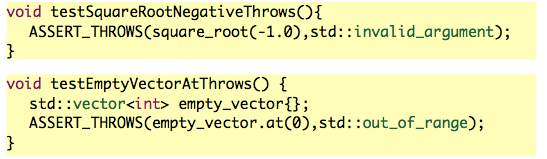 void testSquareRootNegativeThrows(){
ASSERT_THROWS(square_root(-1.0),std::invalid_argument);
}
void testEmptyVectorAtThrows() {
std::vector<int> empty_vector{};
ASSERT_THROWS(empty_vector.at(0),std::out_of_range);
}